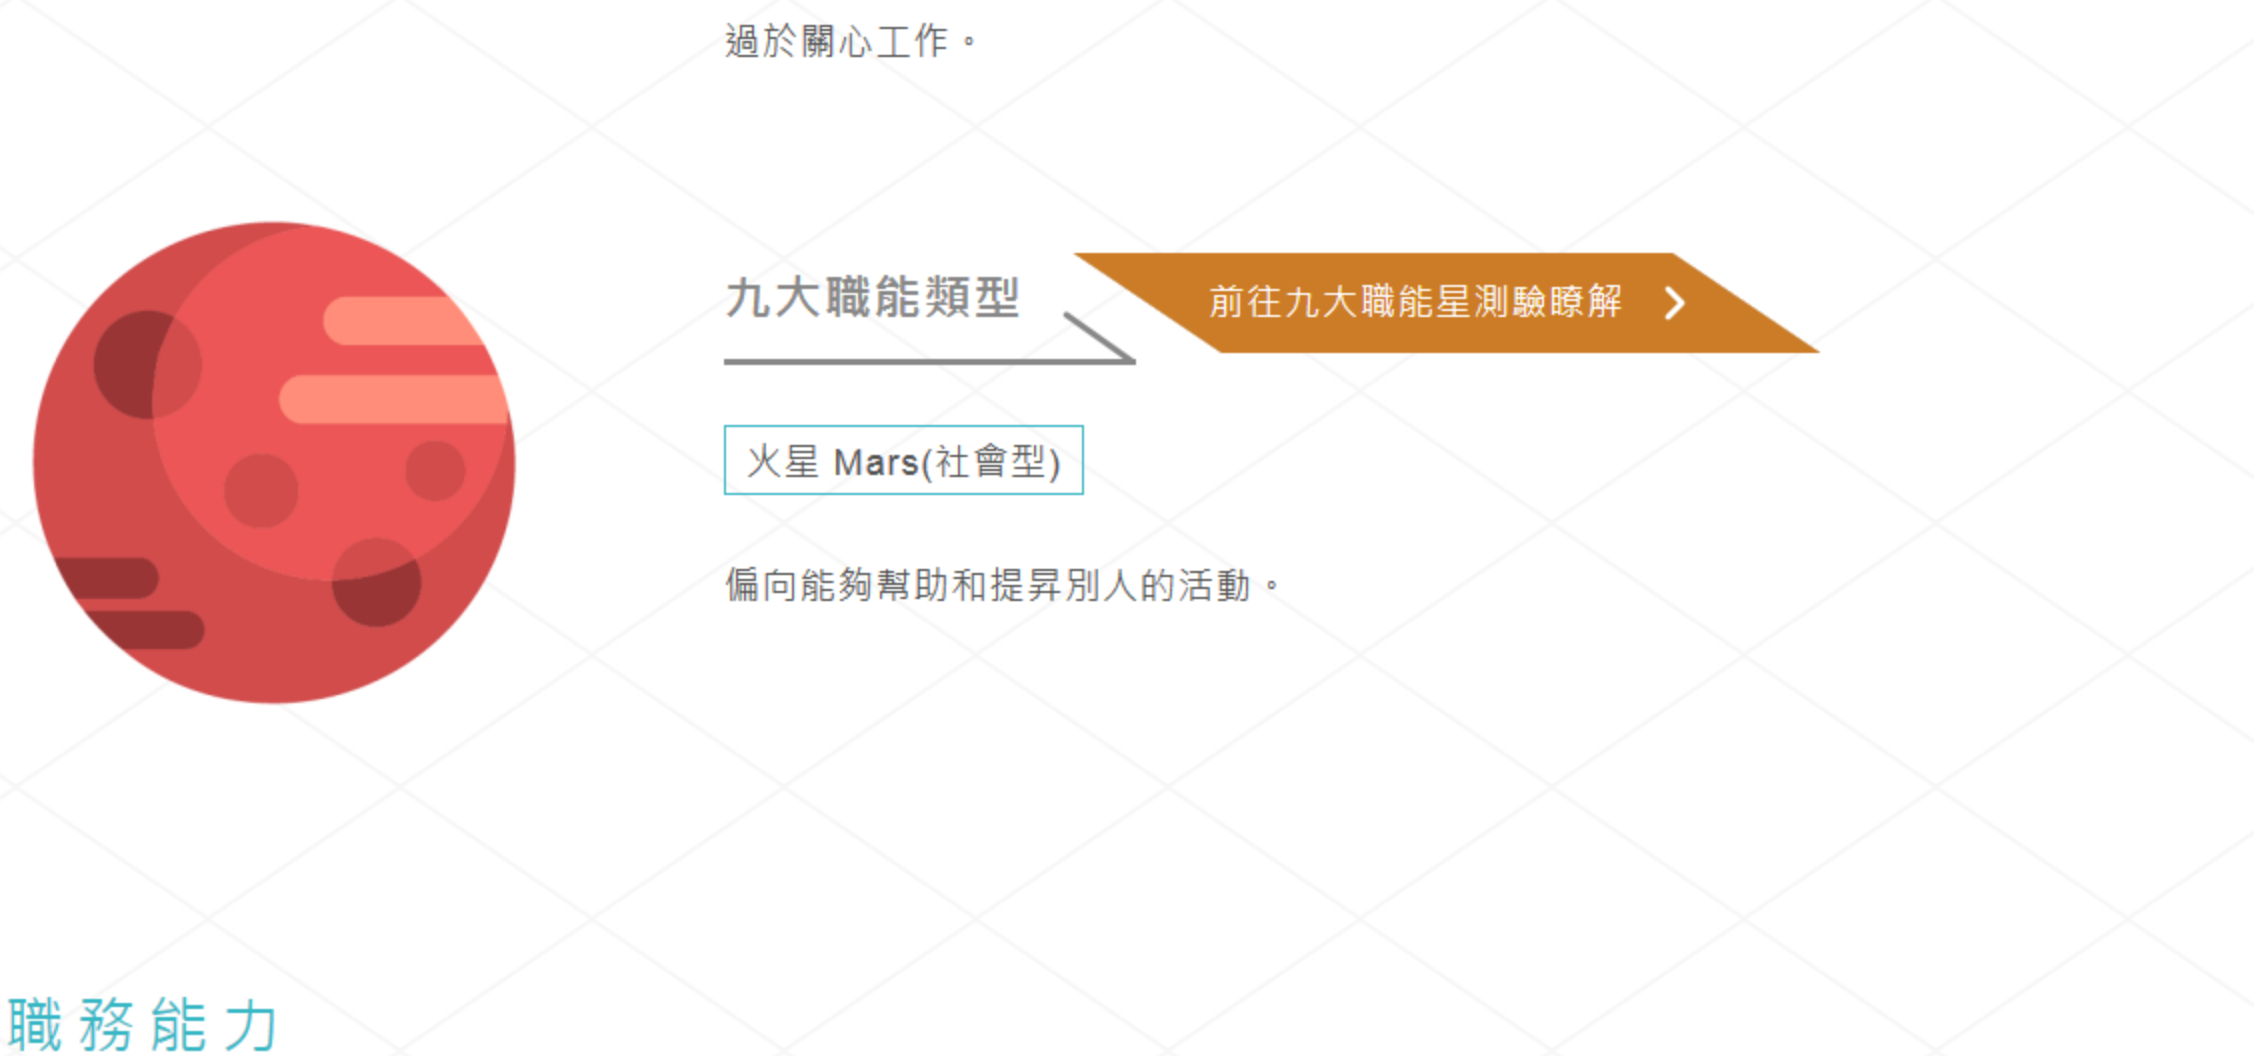 過於關心工作。
九大職能類型
前往九大職能星測驗瞭解
火星 Mars(社會型)
偏向能夠幫助和提昇別人的活動。
職務能力